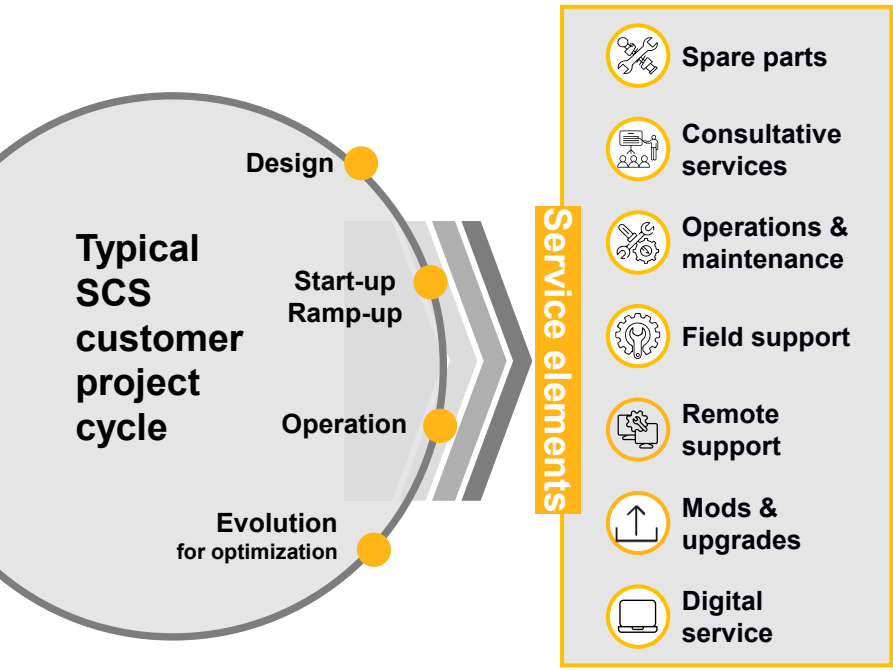 Typical
SCS
customer
project
cycle
Design
Start-up
Ramp-up
Operation
Evolution
for optimization
Service elements
Spare parts
Consultative
services
Operations &
maintenance
Field support
Remote
support
Mods &
upgrades
Digital
service